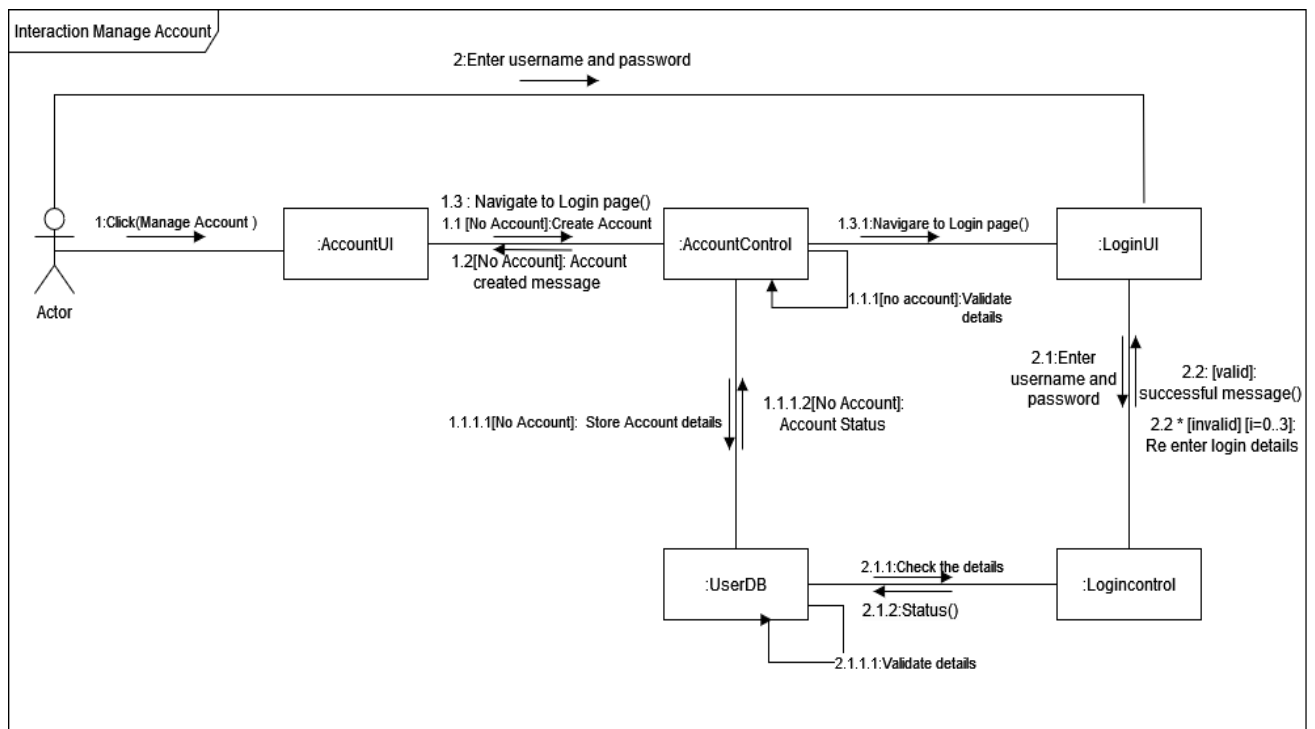 Interaction Manage Account
2:Enter username and password
1.3 : Navigate to Login page()
1:Click(Manage Account )
1.1 [No Account]:Create Account
1.3.1:Navigare to Login page()
:AccountUI
:AccountControl
:LoginUI
1.2[No Account]: Account
created message
1.1.1[no account]:Validate
details
Actor
2.1:Enter
username and
password
2.2: [valid]:
successful message()
2.2 * [invalid] [i=0..3]:
Re enter login details
1.1.1.1[No Account]: Store Account details
1.1.1.2[No Account]:
Account Status
:UserDB
2.1.1:Check the details
2.1.2:Status()
:Logincontrol
2.1.1.1:Validate details